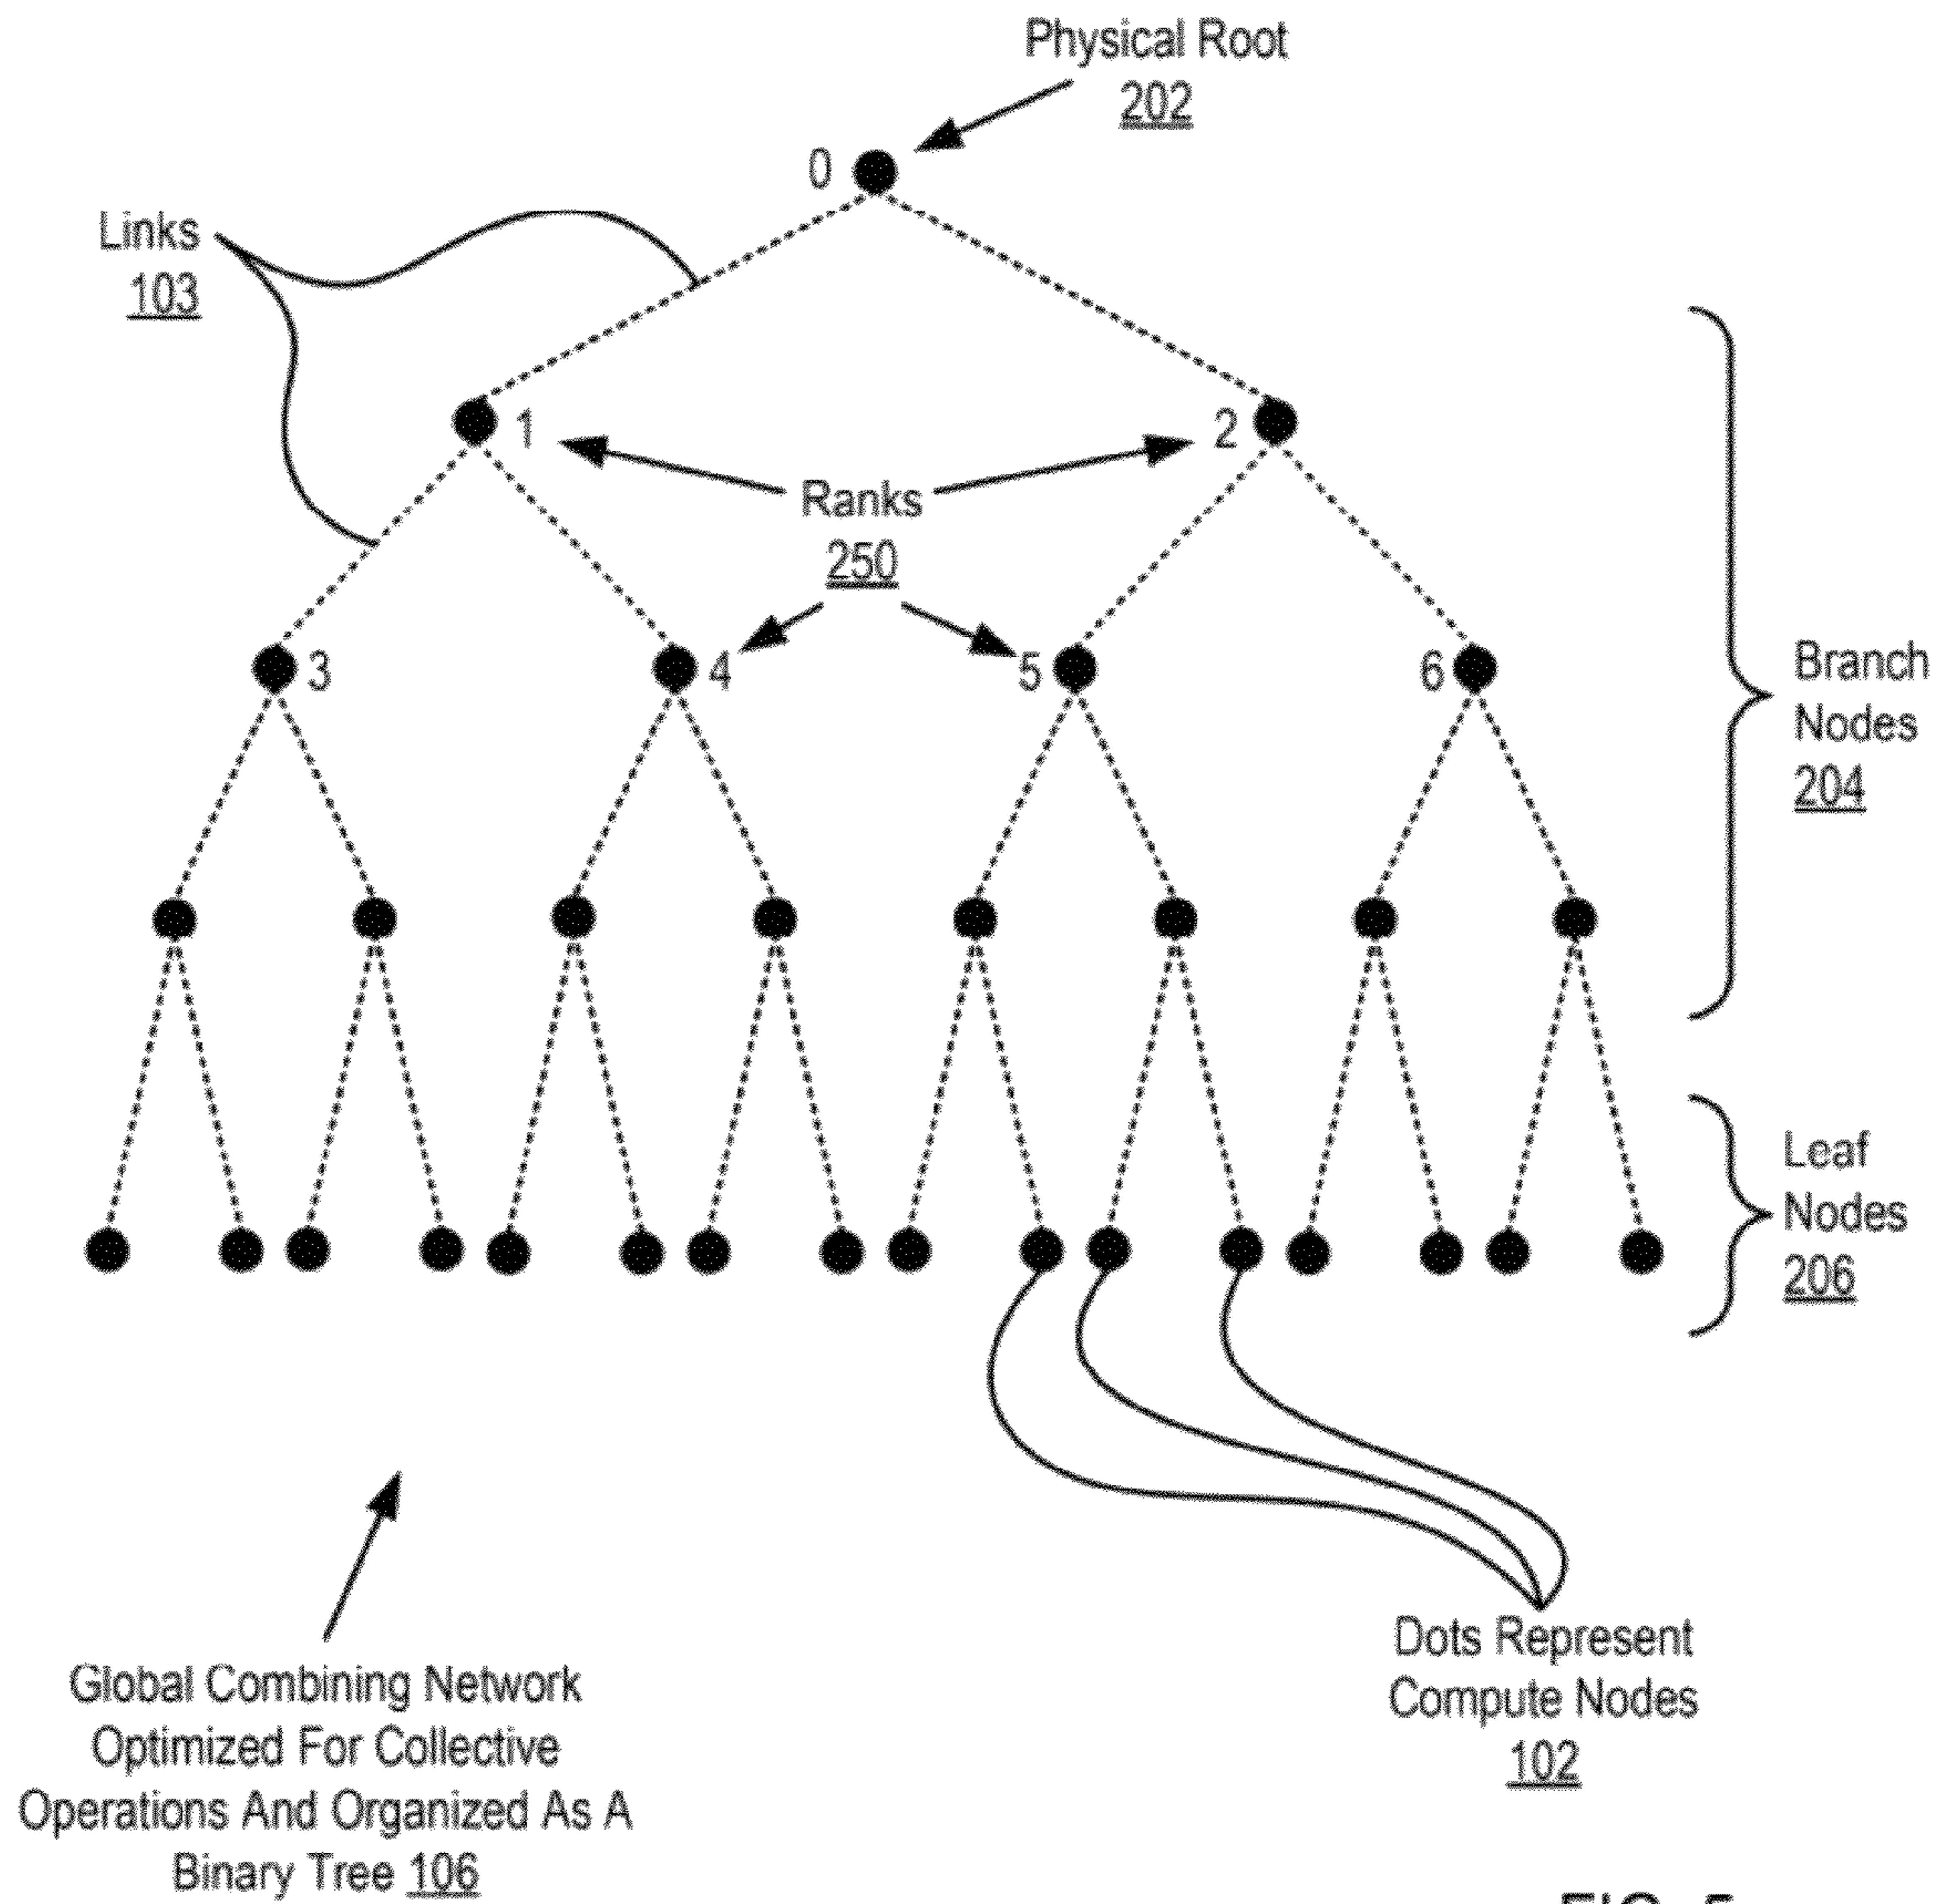 Physical Root
202
0
Links
103
1
2
Ranks
250
3
4
5
6
Branch
Nodes
204
Leaf
Nodes
206
Dots Represent
Compute Nodes
102
Global Combining Network
Optimized For Collective
Operations And Organized As A
Binary Tree 106